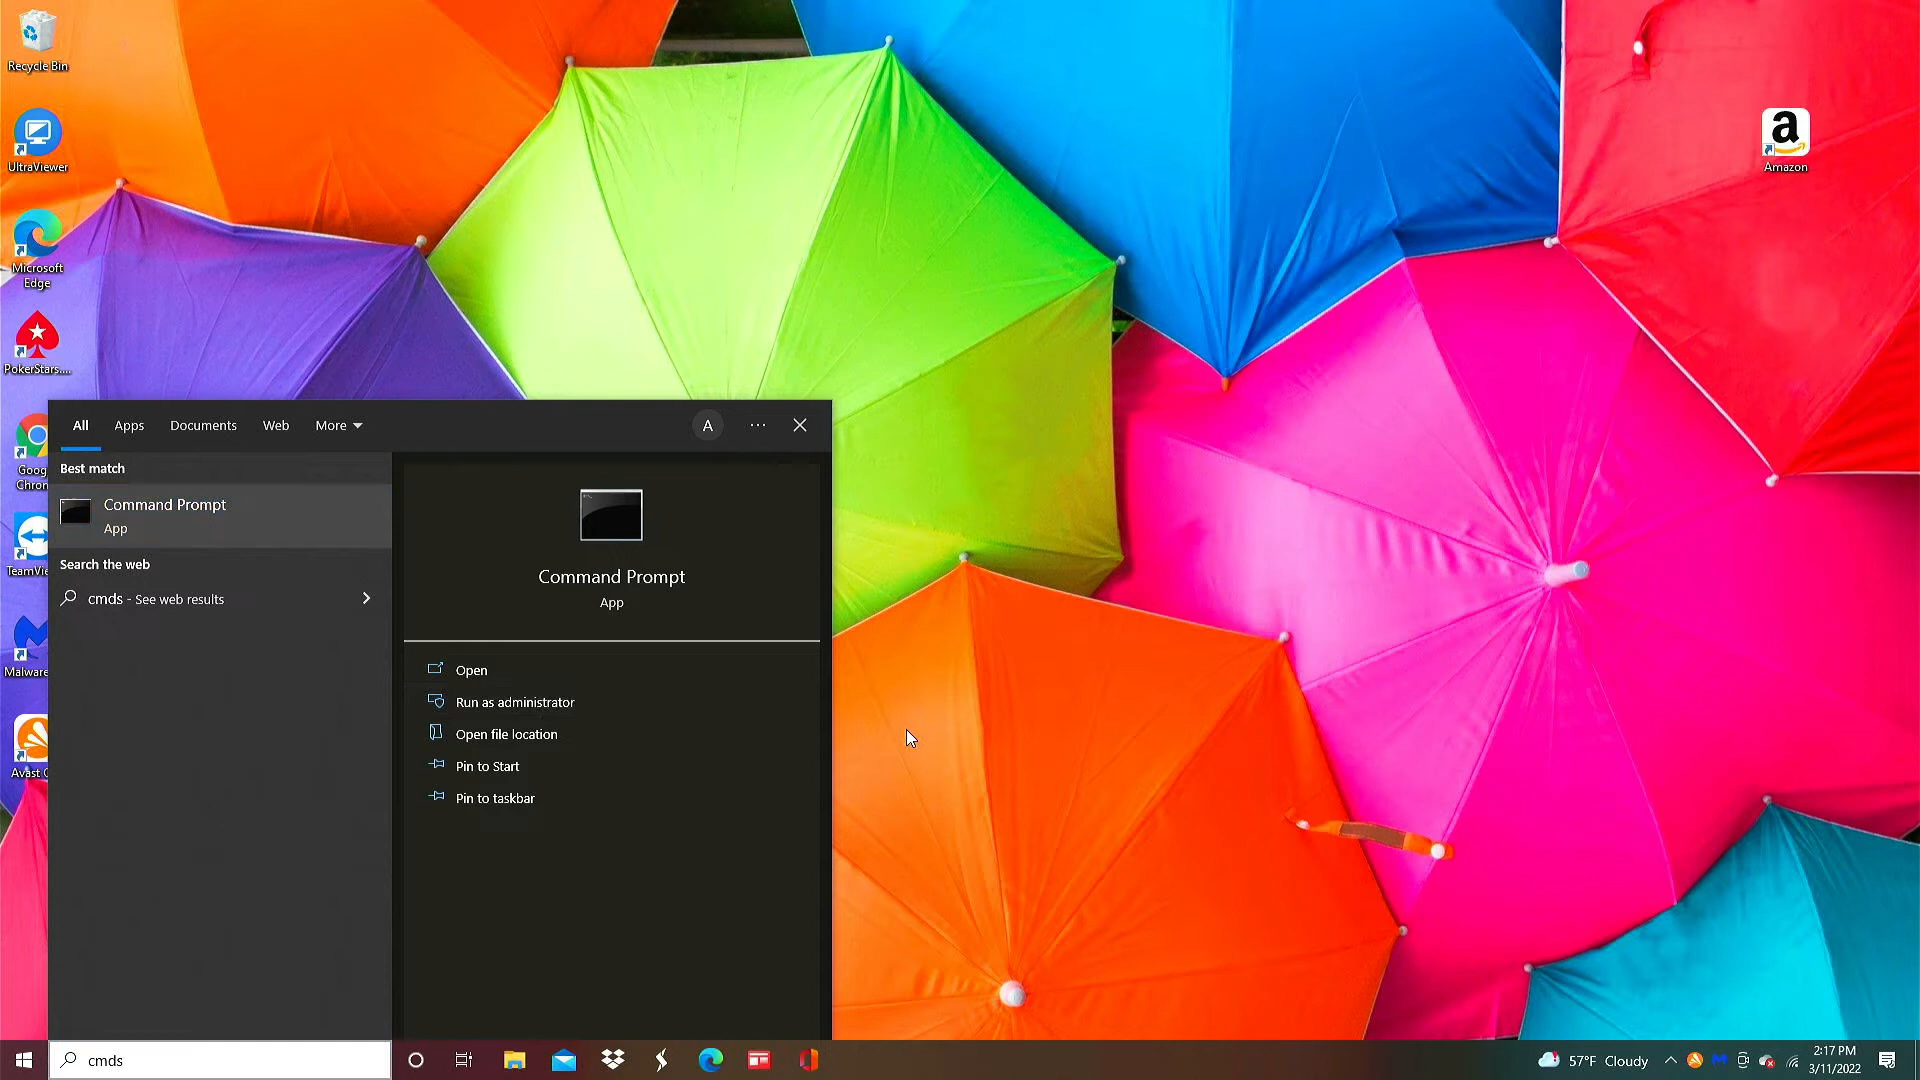 Recycle Bin
UltraViewer
Microsoft
Edge
PokerStars....
Goog
Chron
TeamVie
Malware
Avast
a
Amazon
All Apps Documents Web More A ...
Best match
Command Prompt
App
Search the web
cmds - See web results
Command Prompt
App
Open
Run as administrator
Open file location
Pin to Start
Pin to taskbar
cmds
57°F Cloudy
2:17 PM
3/11/2022